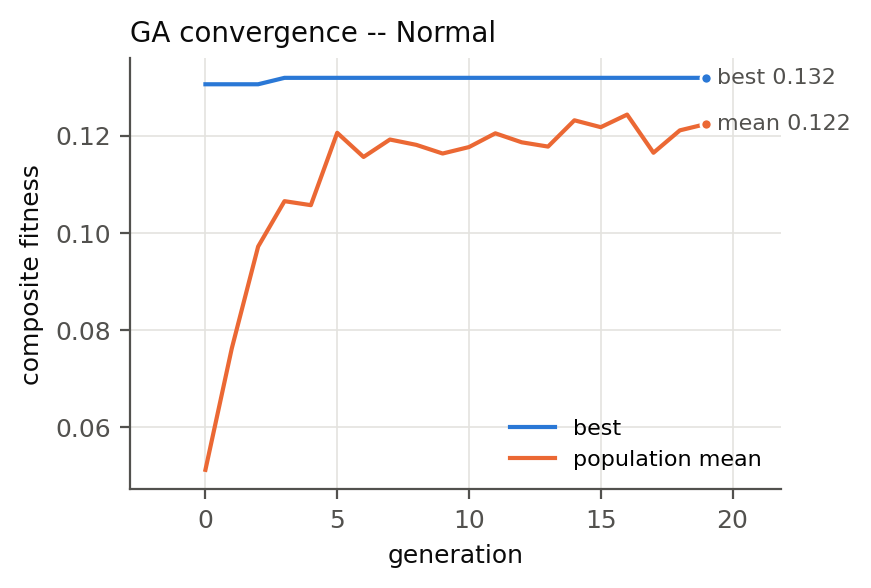 GA convergence -- Normal
composite fitness
0.12
0.10
0.08
0.06
best 0.132
mean 0.122
best
population mean
0 5 10 15 20
generation